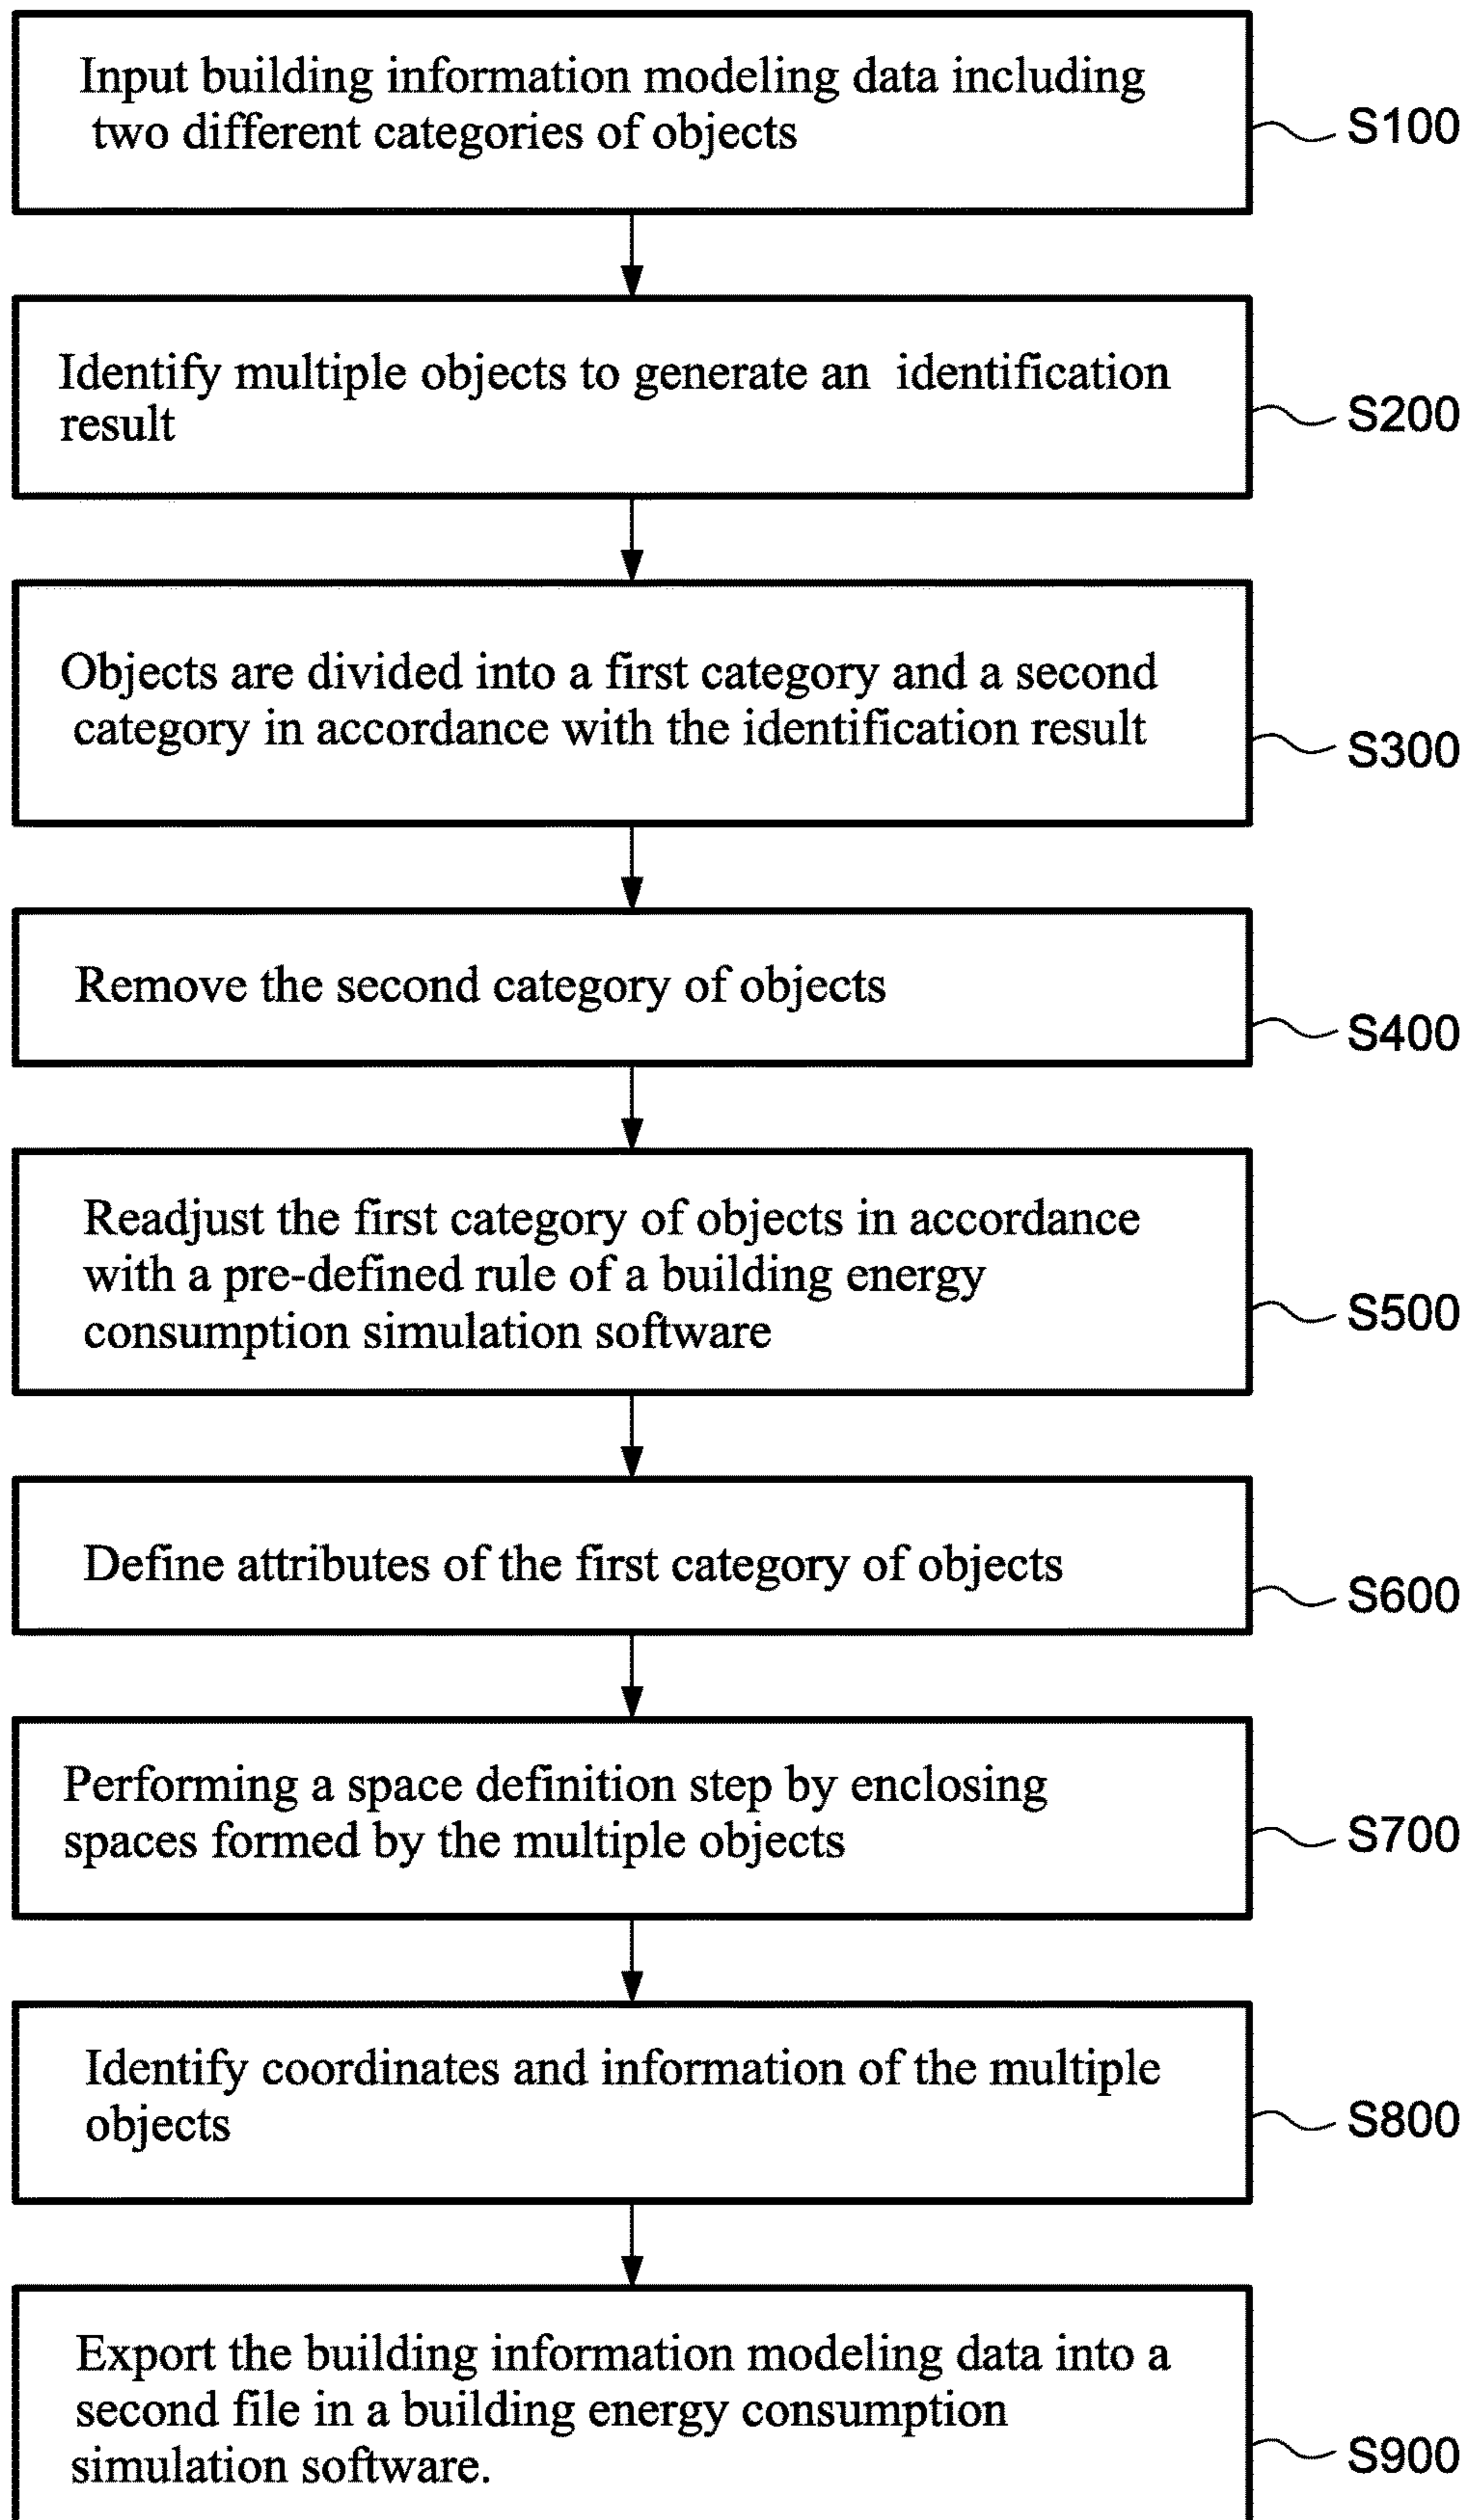 Input building information modeling data including
two different categories of objects
S100
Identify multiple objects to generate an identification
result
S200
Objects are divided into a first category and a second
category in accordance with the identification result
S300
Remove the second category of objects
S400
Readjust the first category of objects in accordance
with a pre-defined rule of a building energy
consumption simulation software
S500
Define attributes of the first category of objects
S600
Performing a space definition step by enclosing
spaces formed by the multiple objects
S700
Identify coordinates and information of the multiple
objects
S800
Export the building information modeling data into a
second file in a building energy consumption
simulation software.
S900